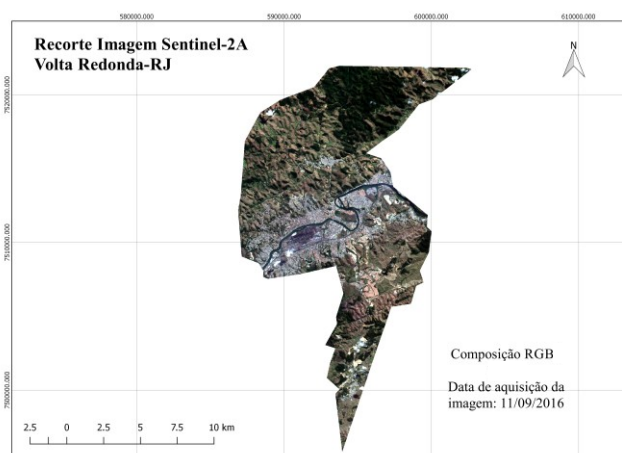 580000.000 590000.000 600000.000 610000.000
Recorte Imagem Sentinel-2A
Volta Redonda-RJ
N
7520000.000
7510000.000
7500000.000
Composição RGB
Data de aquisição da
imagem: 11/09/2016
2.5 0 2.5 5 7.5 10 km